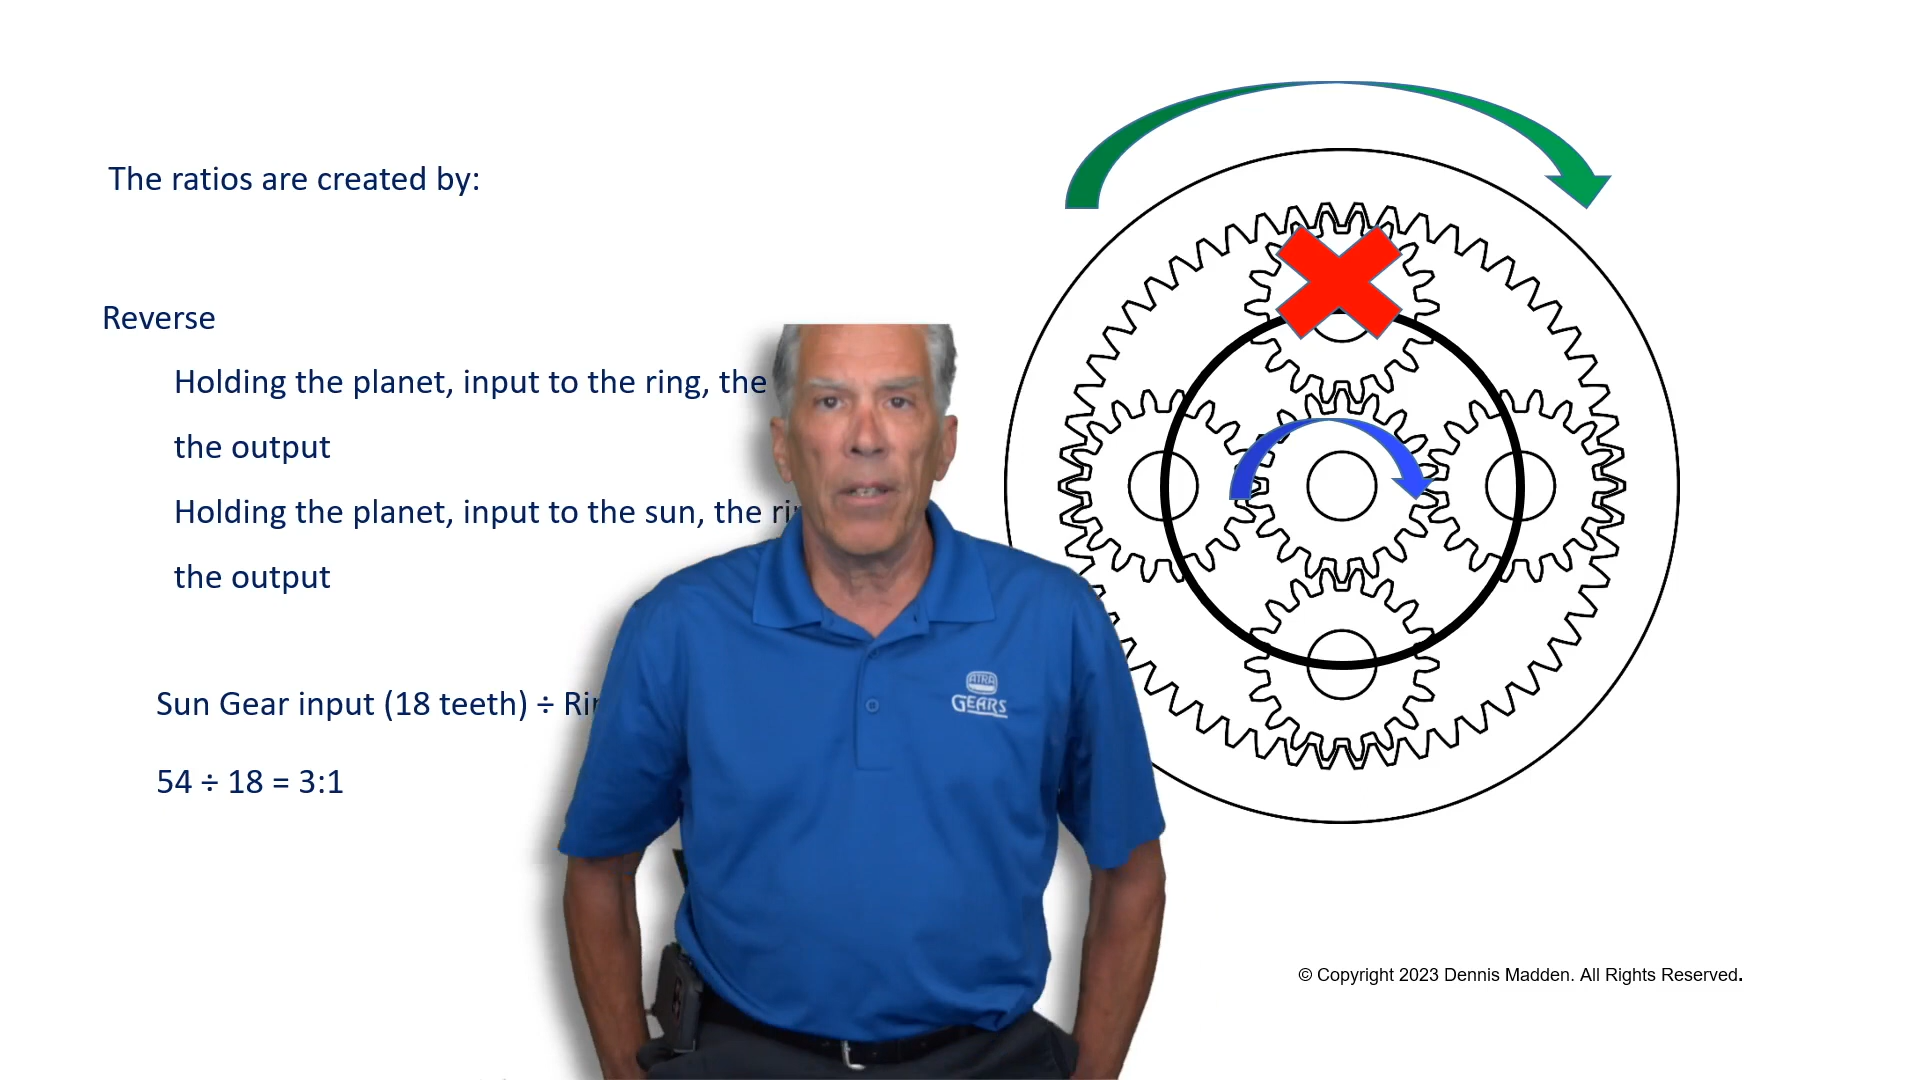 The ratios are created by:
Reverse
Holding the planet, input to the ring, the
the output
Holding the planet, input to the sun, the
the output
Sun Gear input (18 teeth) ÷
54 ÷ 18 = 3:1
ATRA
GEARS
© Copyright 2023 Dennis Madden. All Rights Reserved.